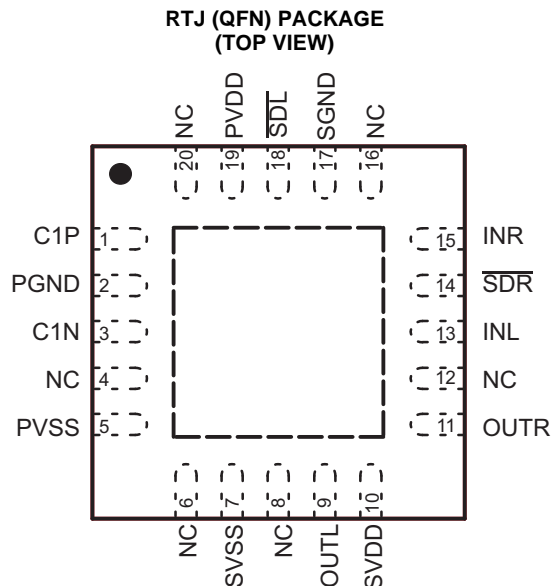 RTJ (QFN) PACKAGE
(TOP VIEW)
NC
PVDD
SDL
SGND
NC
20
19
18
17
16
C1P 1
PGND 2
C1N 3
NC 4
PVSS 5
15 INR
14 SDR
13 INL
12 NC
11 OUTR
6
7
8
9
10
NC
SVSS
NC
OUTL
SVDD